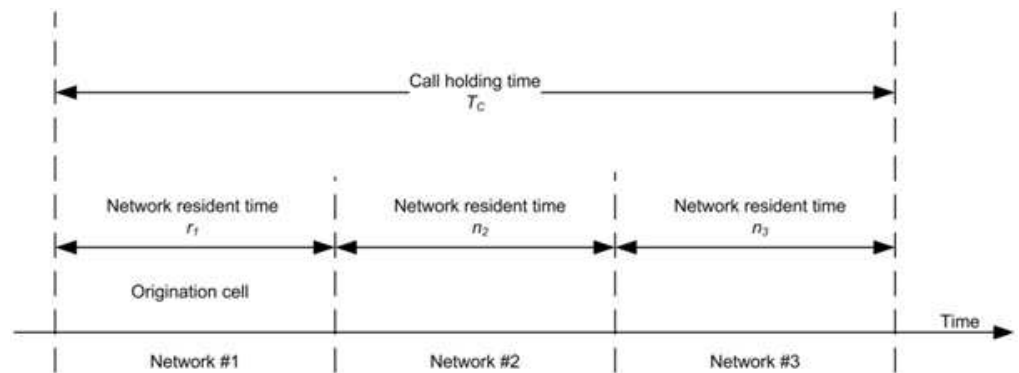 Call holding time
T_C
Network resident time
r_1
Network resident time
n_2
Network resident time
n_3
Origination cell
Time
Network #1
Network #2
Network #3